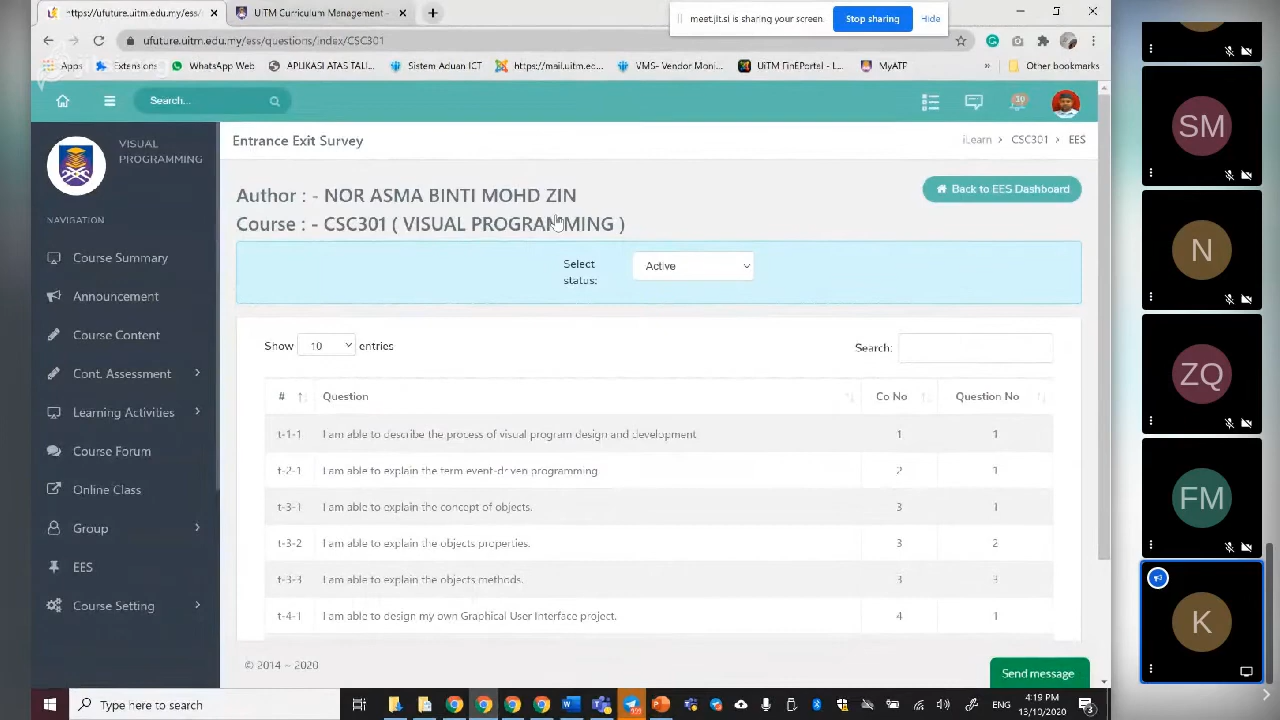 https://ufuture.uitm.edu.my/ess/
UiTM Curriculum Management -
meet.jit.si is sharing your screen.
Stop sharing
Hide
ufuture.uitm.edu.my/ees/questions/index/CSC301
Apps
Extensions
WhatsApp Web
APLIKASI ATAS TALI...
Sistem Aduan ICT
https://mail.uitm.ec...
VMS- Vendor Moni...
UiTM FinEPortal - I...
MyATP
»
Other bookmarks
Search...
10
VISUAL
PROGRAMMING
NAVIGATION
Course Summary
Announcement
Course Content
Cont. Assessment
Learning Activities
Course Forum
Online Class
Group
EES
Course Setting
Entrance Exit Survey
iLearn > CSC301 > EES
Author : - NOR ASMA BINTI MOHD ZIN
Back to EES Dashboard
Course : - CSC301 ( VISUAL PROGRAMMING )
Select
status:
Active
Show 10 entries
Search:
# Question Co No Question No
t-1-1 I am able to describe the process of visual program design and development 1 1
t-2-1 I am able to explain the term event-driven programming 2 1
t-3-1 I am able to explain the concept of objects. 3 1
t-3-2 I am able to explain the objects properties. 3 2
t-3-3 I am able to explain the objects methods. 3 3
t-4-1 I am able to design my own Graphical User Interface project. 4 1
© 2014 ~ 2020
Send message
SM
N
ZQ
FM
K
Type here to search
4:19 PM
13/10/2020
3